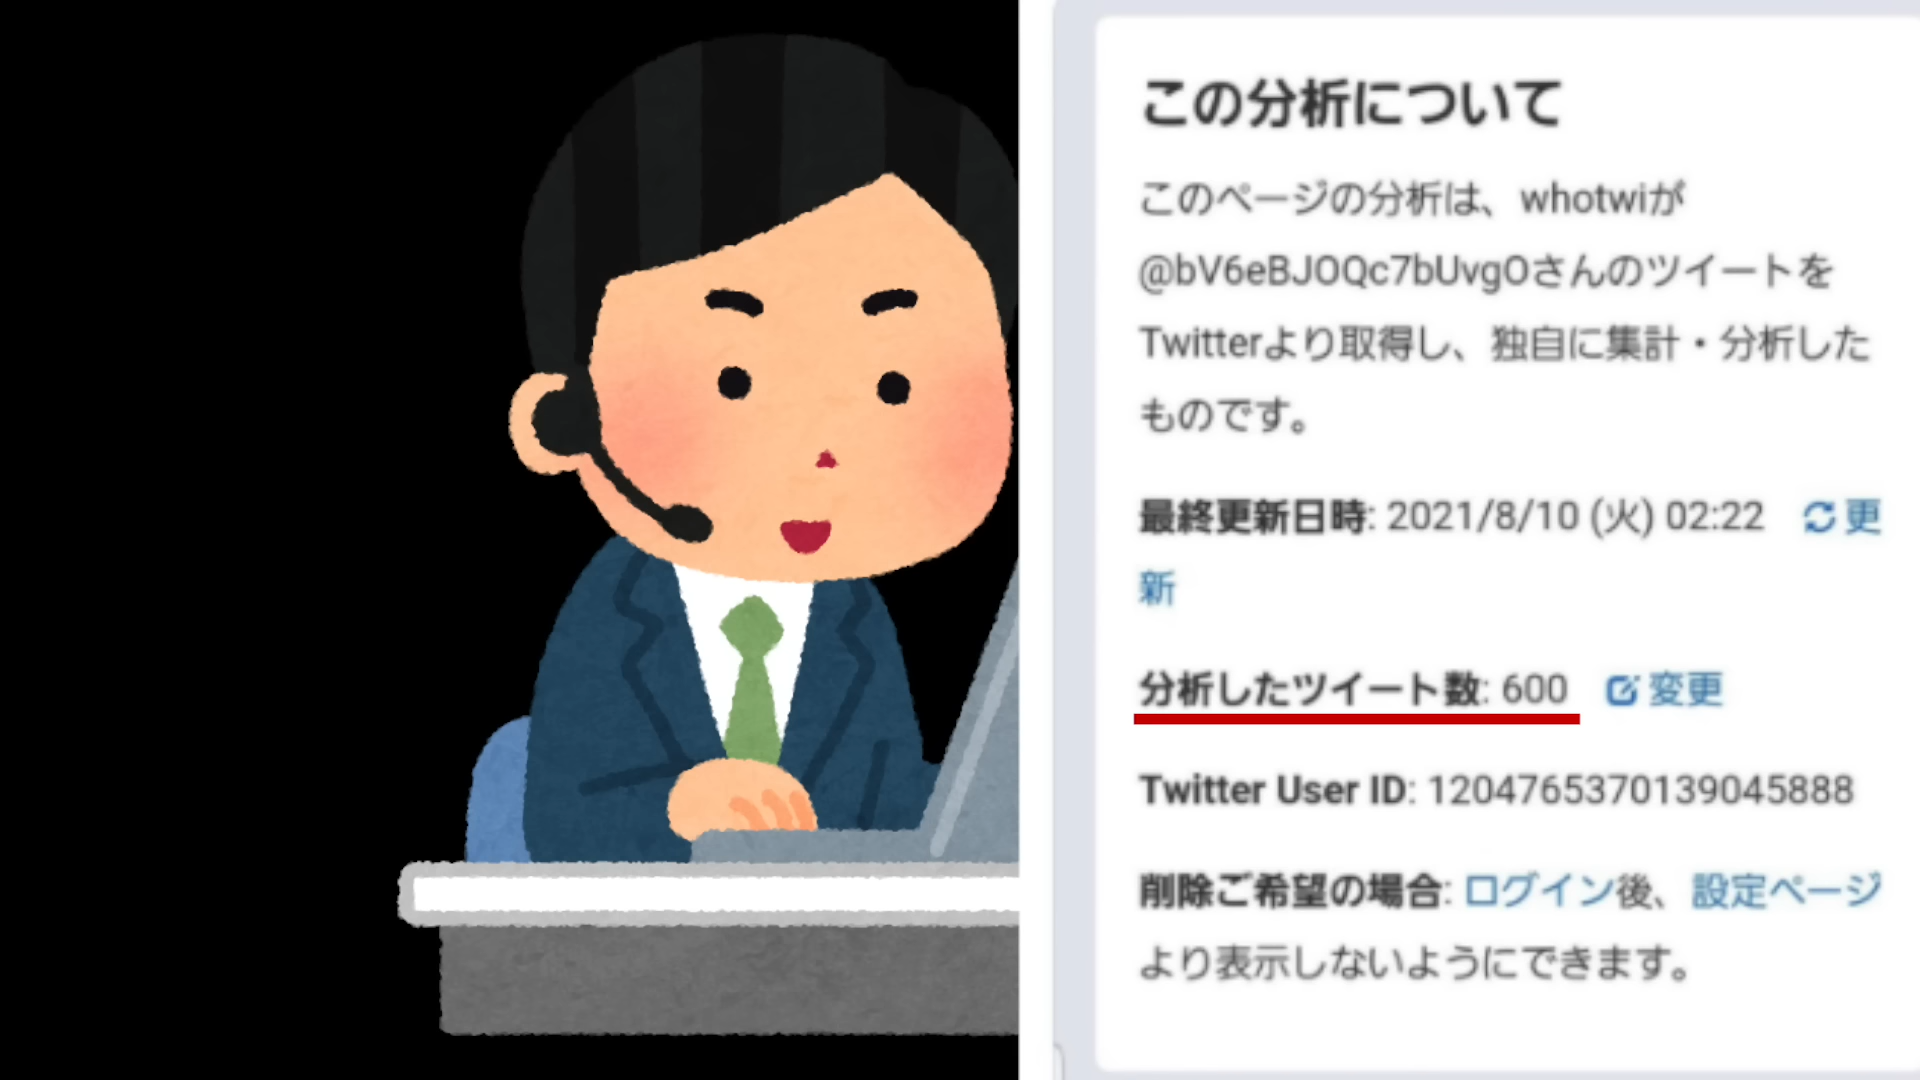 この分析について
このページの分析は、whotwiが
@bV6eBJOQc7bUvgOさんのツイートを
Twitterより取得し、独自に集計・分析した
ものです。
最終更新日時: 2021/8/10 (火) 02:22 更
新
分析したツイート数: 600 変更
Twitter User ID: 1204765370139045888
削除ご希望の場合: ログイン後、設定ページ
より表示しないようにできます。